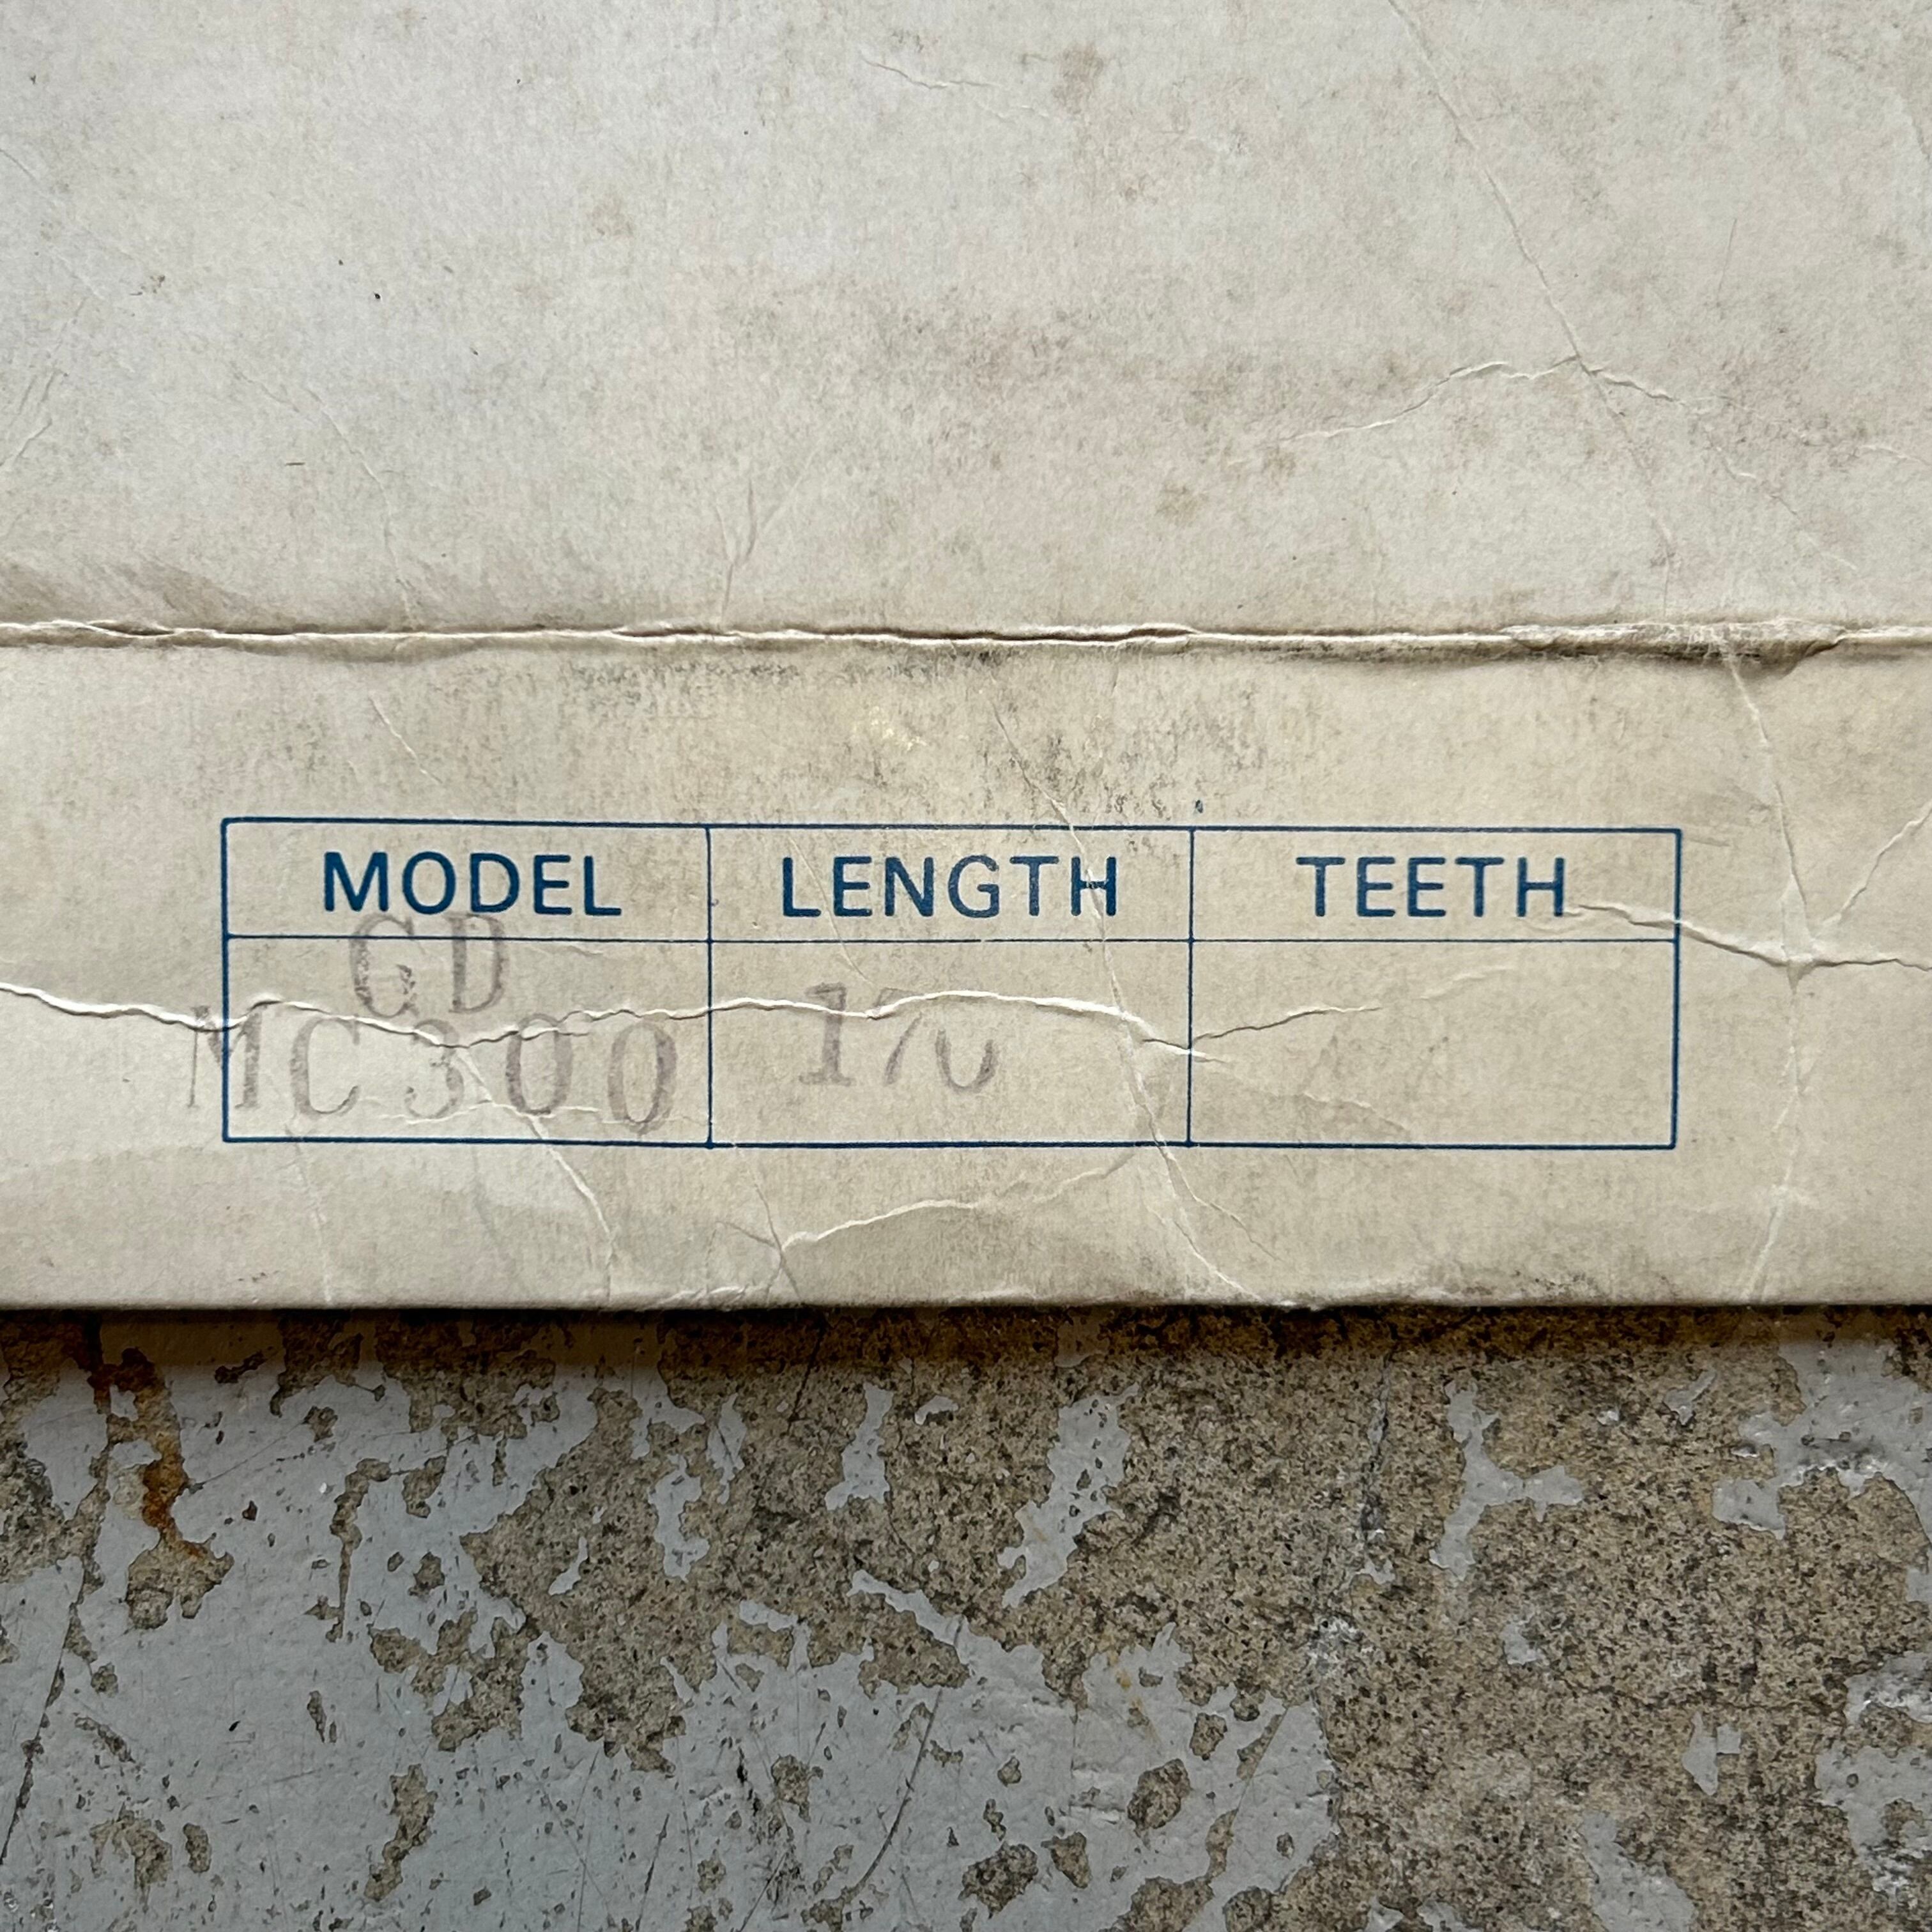 MODEL LENGTH TEETH
GD
MC300 170